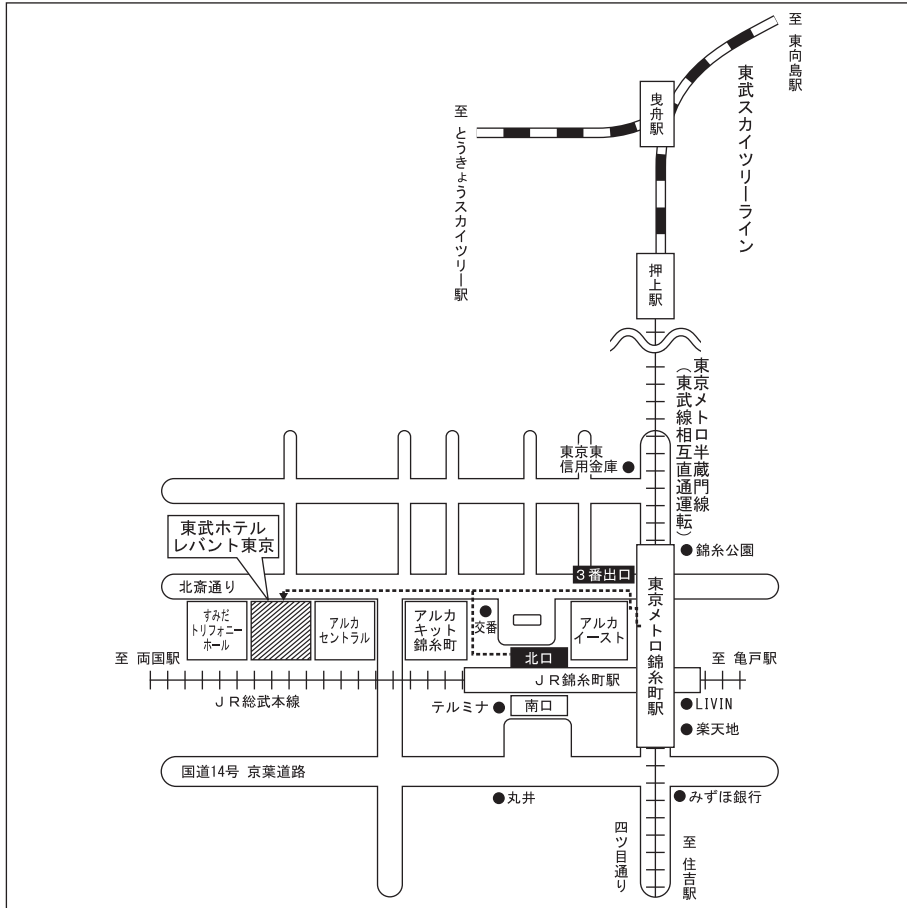 至 東向島駅
東武スカイツリーライン
曳舟駅
至 とうきょうスカイツリー駅
押上駅
東京メトロ半蔵門線
(東武線相互直通運転)
東京東
信用金庫
東武ホテル
レバント東京
錦糸公園
3番出口
北斎通り
東京メトロ錦糸町駅
すみだ
トリフォニー
ホール
アルカ
セントラル
アルカ
キット
錦糸町
交番
アルカ
イースト
北口
至 両国駅
至 亀戸駅
JR錦糸町駅
JR総武本線
テルミナ
南口
LIVIN
楽天地
国道14号 京葉道路
丸井
みずほ銀行
四ツ目通り
至 住吉駅